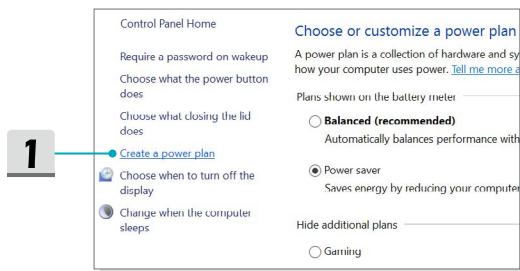 Control Panel Home
Require a password on wakeup
Choose what the power button
does
Choose what closing the lid
does
1
Create a power plan
Choose when to turn off the
display
Change when the computer
sleeps
Choose or customize a power plan
A power plan is a collection of hardware and sy
how your computer uses power. Tell me more a
Plans shown on the battery meter
Balanced (recommended)
Automatically balances performance with
Power saver
Saves energy by reducing your computer
Hide additional plans
Gaming